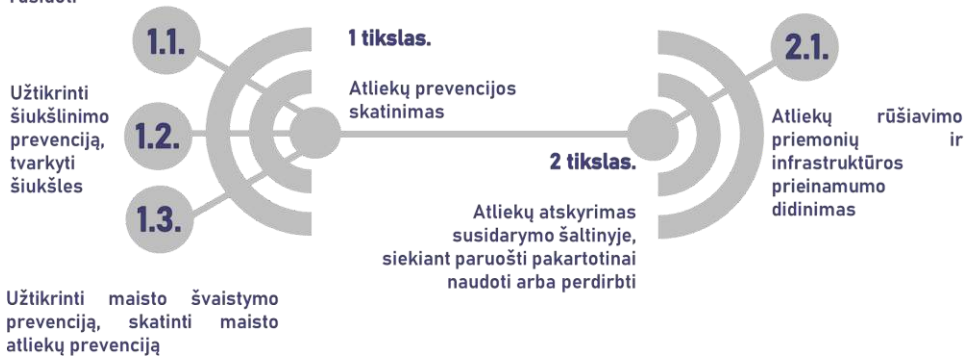 1.1.
1 tikslas.
Atliekų prevencijos
skatinimas
2.1.
Užtikrinti
šiukšlinimo
prevenciją,
tvarkyti
šiukšles
1.2.
Atliekų rūšiavimo
priemonių ir
infrastruktūros
prieinamumo
didinimas
2 tikslas.
1.3.
Atliekų atskyrimas
susidarymo šaltinyje,
siekiant paruošti pakartotinai
naudoti arba perdirbti
Užtikrinti maisto švaistymo
prevenciją, skatinti maisto
atliekų prevenciją